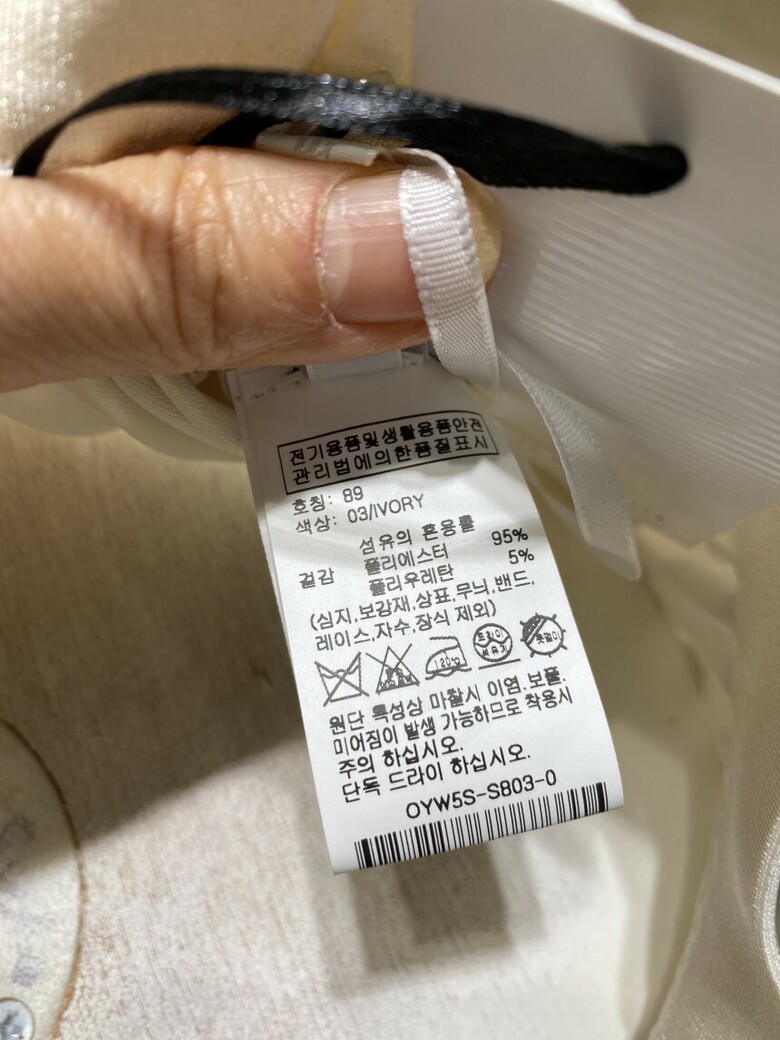 전기용품및생활용품안전
관리법에의한품질표시
호칭: 89
색상: 03/IVORY
섬유의 혼용률
겉감 폴리에스터 95%
폴리우레탄 5%
(심지,보강재,상표,무늬,밴드,
레이스,자수,장식 제외)
120℃ 드라이
원단 특성상 마찰시 이염.보풀.
미어짐이 발생 가능하므로 착용시
주의 하십시오.
단독 드라이 하십시오.
OYW5S-S803-0